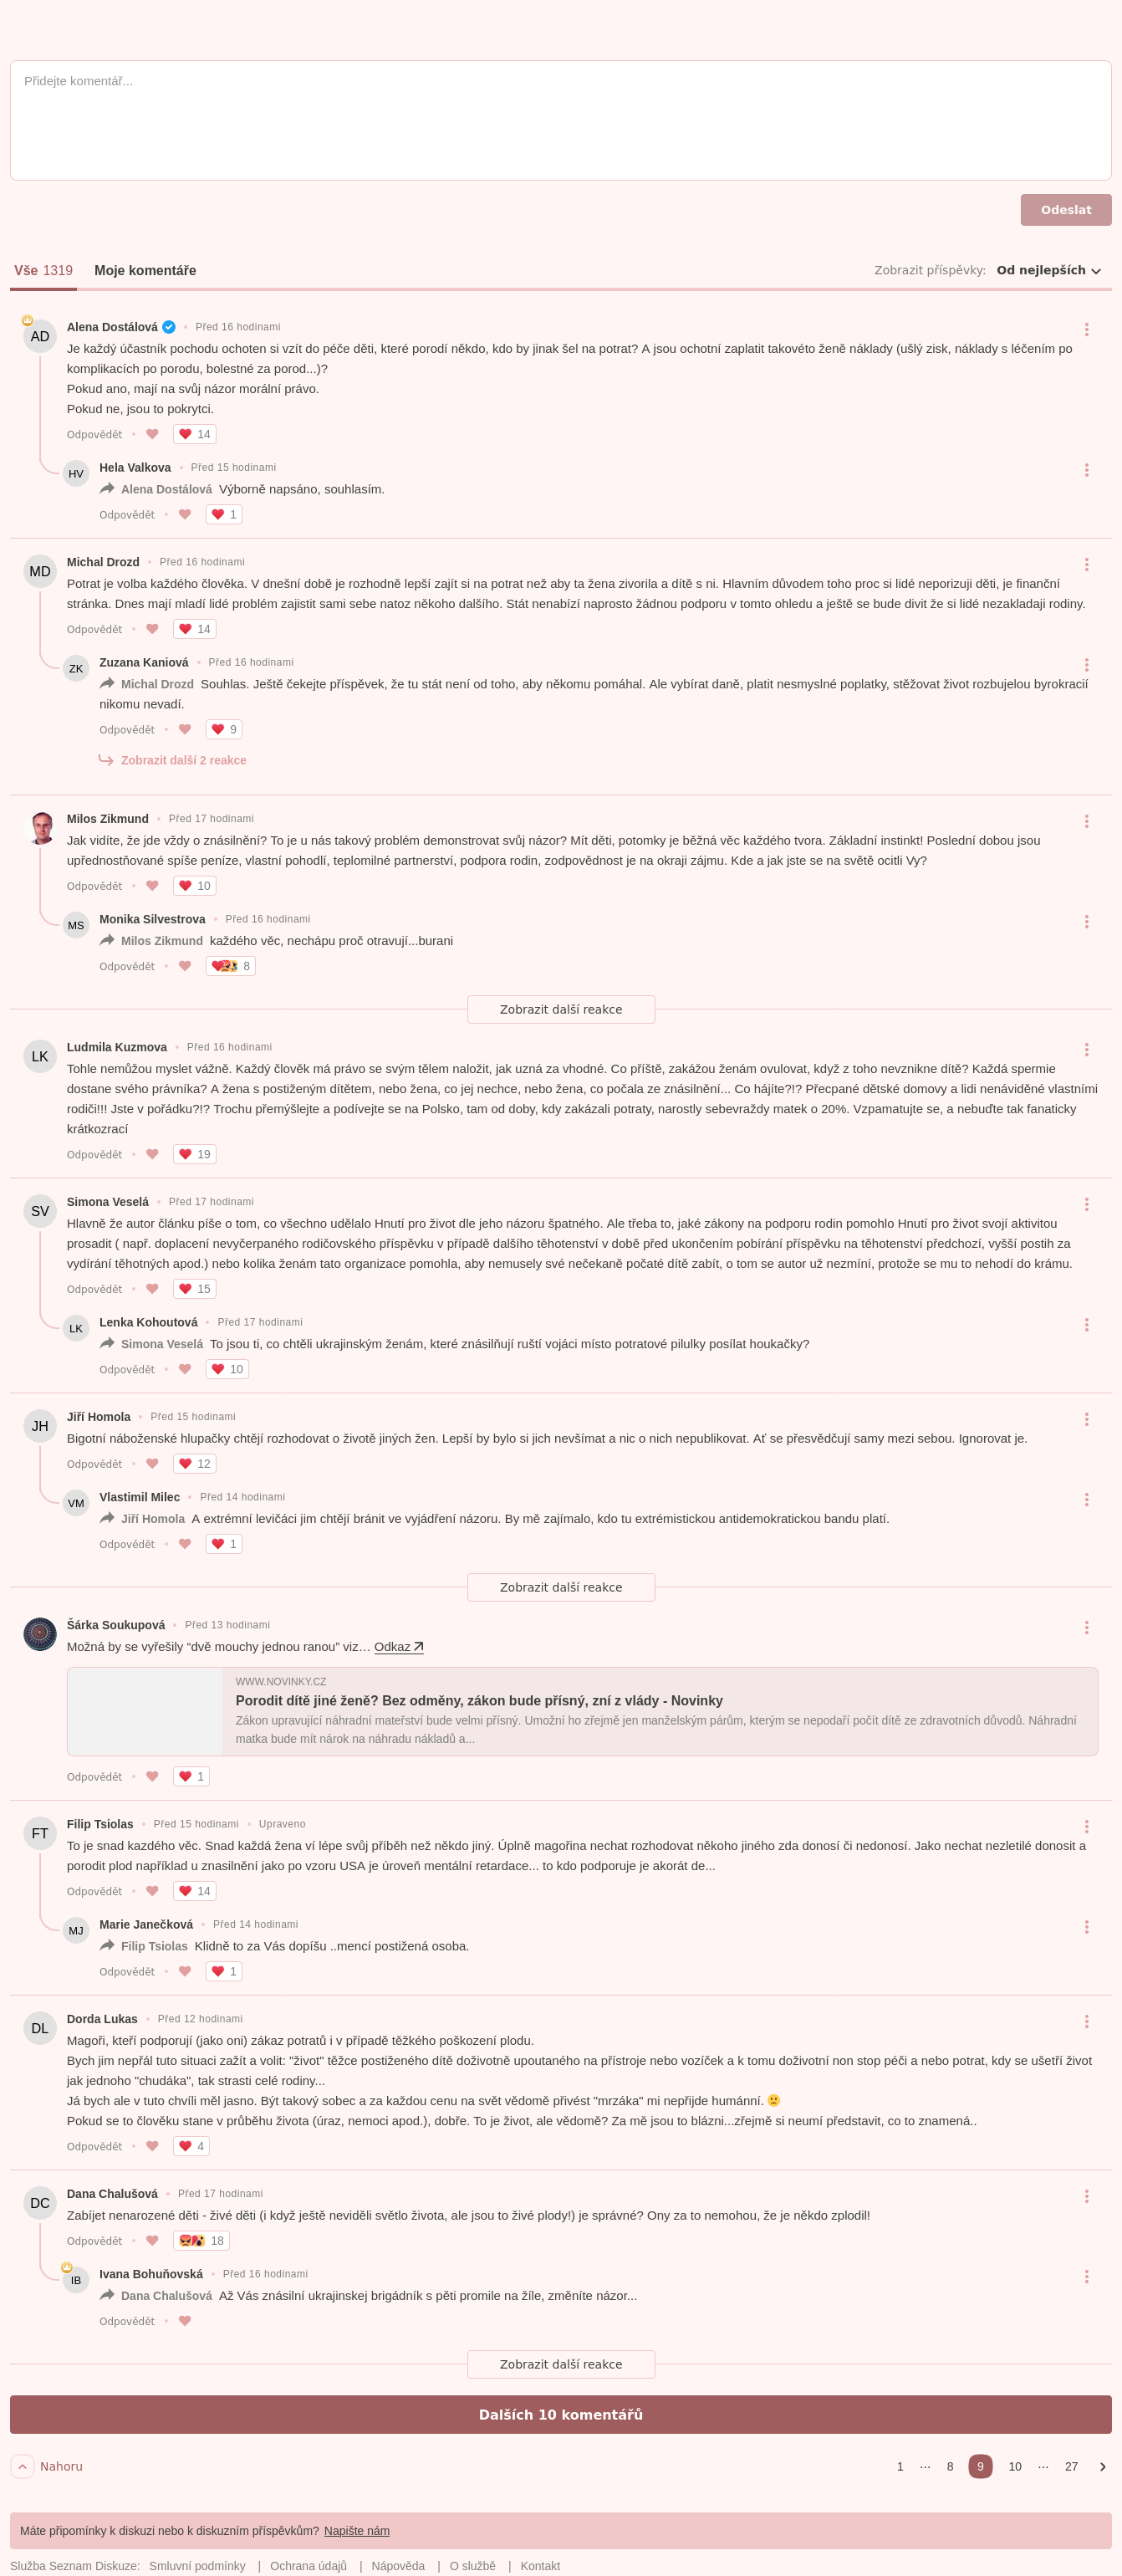 Přidejte komentář...
Odeslat
Vše 1319 Moje komentáře Zobrazit příspěvky: Od nejlepších
AD
Alena Dostálová • Před 16 hodinami
Je každý účastník pochodu ochoten si vzít do péče děti, které porodí někdo, kdo by jinak šel na potrat? A jsou ochotní zaplatit takovéto ženě náklady (ušlý zisk, náklady s léčením po
komplikacích po porodu, bolestné za porod...)?
Pokud ano, mají na svůj názor morální právo.
Pokud ne, jsou to pokrytci.
Odpovědět • 14
HV
Hela Valkova • Před 15 hodinami
Alena Dostálová Výborně napsáno, souhlasím.
Odpovědět • 1
MD
Michal Drozd • Před 16 hodinami
Potrat je volba každého člověka. V dnešní době je rozhodně lepší zajít si na potrat než aby ta žena zivorila a dítě s ni. Hlavním důvodem toho proc si lidé neporizuji děti, je finanční
stránka. Dnes mají mladí lidé problém zajistit sami sebe natoz někoho dalšího. Stát nenabízí naprosto žádnou podporu v tomto ohledu a ještě se bude divit že si lidé nezakladaji rodiny.
Odpovědět • 14
ZK
Zuzana Kaniová • Před 16 hodinami
Michal Drozd Souhlas. Ještě čekejte příspěvek, že tu stát není od toho, aby někomu pomáhal. Ale vybírat daně, platit nesmyslné poplatky, stěžovat život rozbujelou byrokracií
nikomu nevadí.
Odpovědět • 9
Zobrazit další 2 reakce
Milos Zikmund • Před 17 hodinami
Jak vidíte, že jde vždy o znásilnění? To je u nás takový problém demonstrovat svůj názor? Mít děti, potomky je běžná věc každého tvora. Základní instinkt! Poslední dobou jsou
upřednostňované spíše peníze, vlastní pohodlí, teplomilné partnerství, podpora rodin, zodpovědnost je na okraji zájmu. Kde a jak jste se na světě ocitli Vy?
Odpovědět • 10
MS
Monika Silvestrova • Před 16 hodinami
Milos Zikmund každého věc, nechápu proč otravují...burani
Odpovědět • 8
Zobrazit další reakce
LK
Ludmila Kuzmova • Před 16 hodinami
Tohle nemůžou myslet vážně. Každý člověk má právo se svým tělem naložit, jak uzná za vhodné. Co příště, zakážou ženám ovulovat, když z toho nevznikne dítě? Každá spermie
dostane svého právníka? A žena s postiženým dítětem, nebo žena, co jej nechce, nebo žena, co počala ze znásilnění... Co hájíte?!? Přecpané dětské domovy a lidi nenáviděné vlastními
rodiči!!! Jste v pořádku?!? Trochu přemýšlejte a podívejte se na Polsko, tam od doby, kdy zakázali potraty, narostly sebevraždy matek o 20%. Vzpamatujte se, a nebuďte tak fanaticky
krátkozrací
Odpovědět • 19
SV
Simona Veselá • Před 17 hodinami
Hlavně že autor článku píše o tom, co všechno udělalo Hnutí pro život dle jeho názoru špatného. Ale třeba to, jaké zákony na podporu rodin pomohlo Hnutí pro život svojí aktivitou
prosadit ( např. doplacení nevyčerpaného rodičovského příspěvku v případě dalšího těhotenství v době před ukončením pobírání příspěvku na těhotenství předchozí, vyšší postih za
vydírání těhotných apod.) nebo kolika ženám tato organizace pomohla, aby nemusely své nečekaně počaté dítě zabít, o tom se autor už nezmíní, protože se mu to nehodí do krámu.
Odpovědět • 15
LK
Lenka Kohoutová • Před 17 hodinami
Simona Veselá To jsou ti, co chtěli ukrajinským ženám, které znásilňují ruští vojáci místo potratové pilulky posílat houkačky?
Odpovědět • 10
JH
Jiří Homola • Před 15 hodinami
Bigotní náboženské hlupačky chtějí rozhodovat o životě jiných žen. Lepší by bylo si jich nevšímat a nic o nich nepublikovat. Ať se přesvědčují samy mezi sebou. Ignorovat je.
Odpovědět • 12
VM
Vlastimil Milec • Před 14 hodinami
Jiří Homola A extrémní levičáci jim chtějí bránit ve vyjádření názoru. By mě zajímalo, kdo tu extrémistickou antidemokratickou bandu platí.
Odpovědět • 1
Zobrazit další reakce
Šárka Soukupová • Před 13 hodinami
Možná by se vyřešily “dvě mouchy jednou ranou” viz… Odkaz
WWW.NOVINKY.CZ
Porodit dítě jiné ženě? Bez odměny, zákon bude přísný, zní z vlády - Novinky
Zákon upravující náhradní mateřství bude velmi přísný. Umožní ho zřejmě jen manželským párům, kterým se nepodaří počít dítě ze zdravotních důvodů. Náhradní
matka bude mít nárok na náhradu nákladů a...
Odpovědět • 1
FT
Filip Tsiolas • Před 15 hodinami • Upraveno
To je snad kazdého věc. Snad každá žena ví lépe svůj příběh než někdo jiný. Úplně magořina nechat rozhodovat někoho jiného zda donosí či nedonosí. Jako nechat nezletilé donosit a
porodit plod například u znasilnění jako po vzoru USA je úroveň mentální retardace... to kdo podporuje je akorát de...
Odpovědět • 14
MJ
Marie Janečková • Před 14 hodinami
Filip Tsiolas Klidně to za Vás dopíšu ..mencí postižená osoba.
Odpovědět • 1
DL
Dorda Lukas • Před 12 hodinami
Magoři, kteří podporují (jako oni) zákaz potratů i v případě těžkého poškození plodu.
Bych jim nepřál tuto situaci zažít a volit: "život" těžce postiženého dítě doživotně upoutaného na přístroje nebo vozíček a k tomu doživotní non stop péči a nebo potrat, kdy se ušetří život
jak jednoho "chudáka", tak strasti celé rodiny...
Já bych ale v tuto chvíli měl jasno. Být takový sobec a za každou cenu na svět vědomě přivést "mrzáka" mi nepřijde humánní. 🙁
Pokud se to člověku stane v průběhu života (úraz, nemoci apod.), dobře. To je život, ale vědomě? Za mě jsou to blázni...zřejmě si neumí představit, co to znamená..
Odpovědět • 4
DC
Dana Chalušová • Před 17 hodinami
Zabíjet nenarozené děti - živé děti (i když ještě neviděli světlo života, ale jsou to živé plody!) je správné? Ony za to nemohou, že je někdo zplodil!
Odpovědět • 18
IB
Ivana Bohuňovská • Před 16 hodinami
Dana Chalušová Až Vás znásilní ukrajinskej brigádník s pěti promile na žíle, změníte názor...
Odpovědět •
Zobrazit další reakce
Dalších 10 komentářů
Nahoru 1 ⋯ 8 9 10 ⋯ 27
Máte připomínky k diskuzi nebo k diskuzním příspěvkům? Napište nám
Služba Seznam Diskuze: Smluvní podmínky | Ochrana údajů | Nápověda | O službě | Kontakt